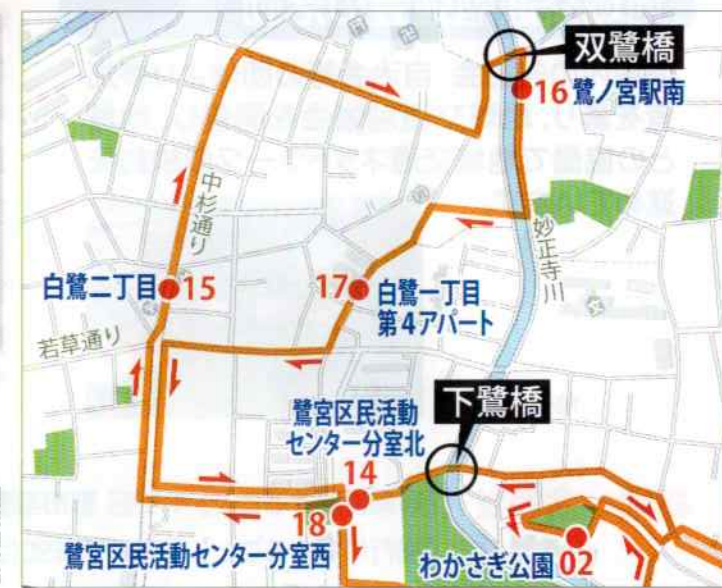 双鷺橋
16 鷺ノ宮駅南
中杉通り
妙正寺川
白鷺二丁目 15
17 白鷺一丁目
第4アパート
若草通り
下鷺橋
鷺宮区民活動
センター分室北
14
18
鷺宮区民活動センター分室西
わかさぎ公園 02